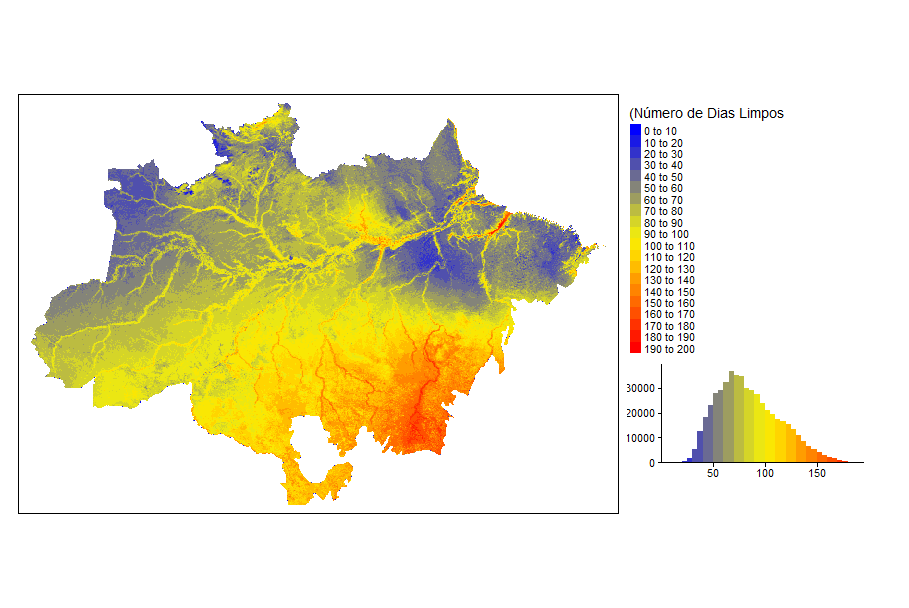 (Número de Dias Limpos
0 to 10
10 to 20
20 to 30
30 to 40
40 to 50
50 to 60
60 to 70
70 to 80
80 to 90
90 to 100
100 to 110
110 to 120
120 to 130
130 to 140
140 to 150
150 to 160
160 to 170
170 to 180
180 to 190
190 to 200
30000
20000
10000
0
50 100 150